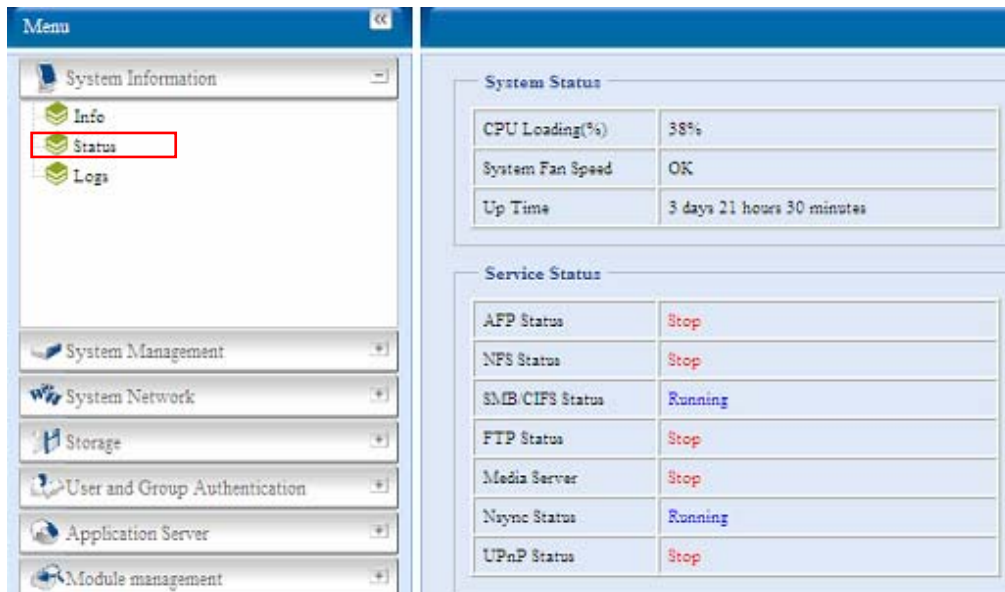 Menu
System Information
Info
Status
Logs
System Management
System Network
Storage
User and Group Authentication
Application Server
Module management
System Status
CPU Loading(%) 38%
System Fan Speed OK
Up Time 3 days 21 hours 30 minutes
Service Status
AFP Status Stop
NFS Status Stop
SMB/CIFS Status Running
FTP Status Stop
Media Server Stop
Nsync Status Running
UPnP Status Stop